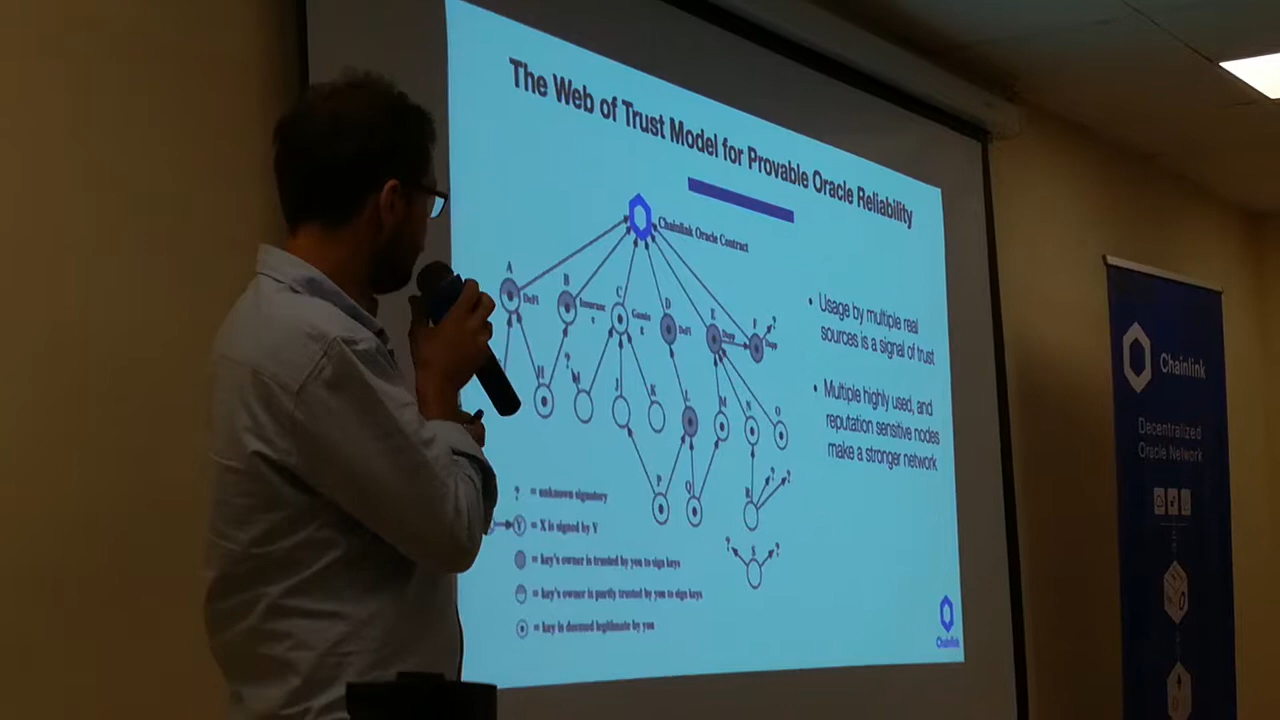 The Web of Trust Model for Provable Oracle Reliability
Chainlink Oracle Contract
A
B
C
D
E
F
?
DeFi
Insuranc
e
Gamin
g
DeFi
Dapp
Dapp
?
H
M
J
K
L
M
N
O
P
Q
R
?
?
?
S
?
• Usage by multiple real
sources is a signal of trust
• Multiple highly used, and
reputation sensitive nodes
make a stronger network
? = unknown signatory
Y = X is signed by Y
= key's owner is trusted by you to sign keys
= key's owner is partly trusted by you to sign keys
= key is deemed legitimate by you
Chainlink
Chainlink
Decentralized
Oracle Network